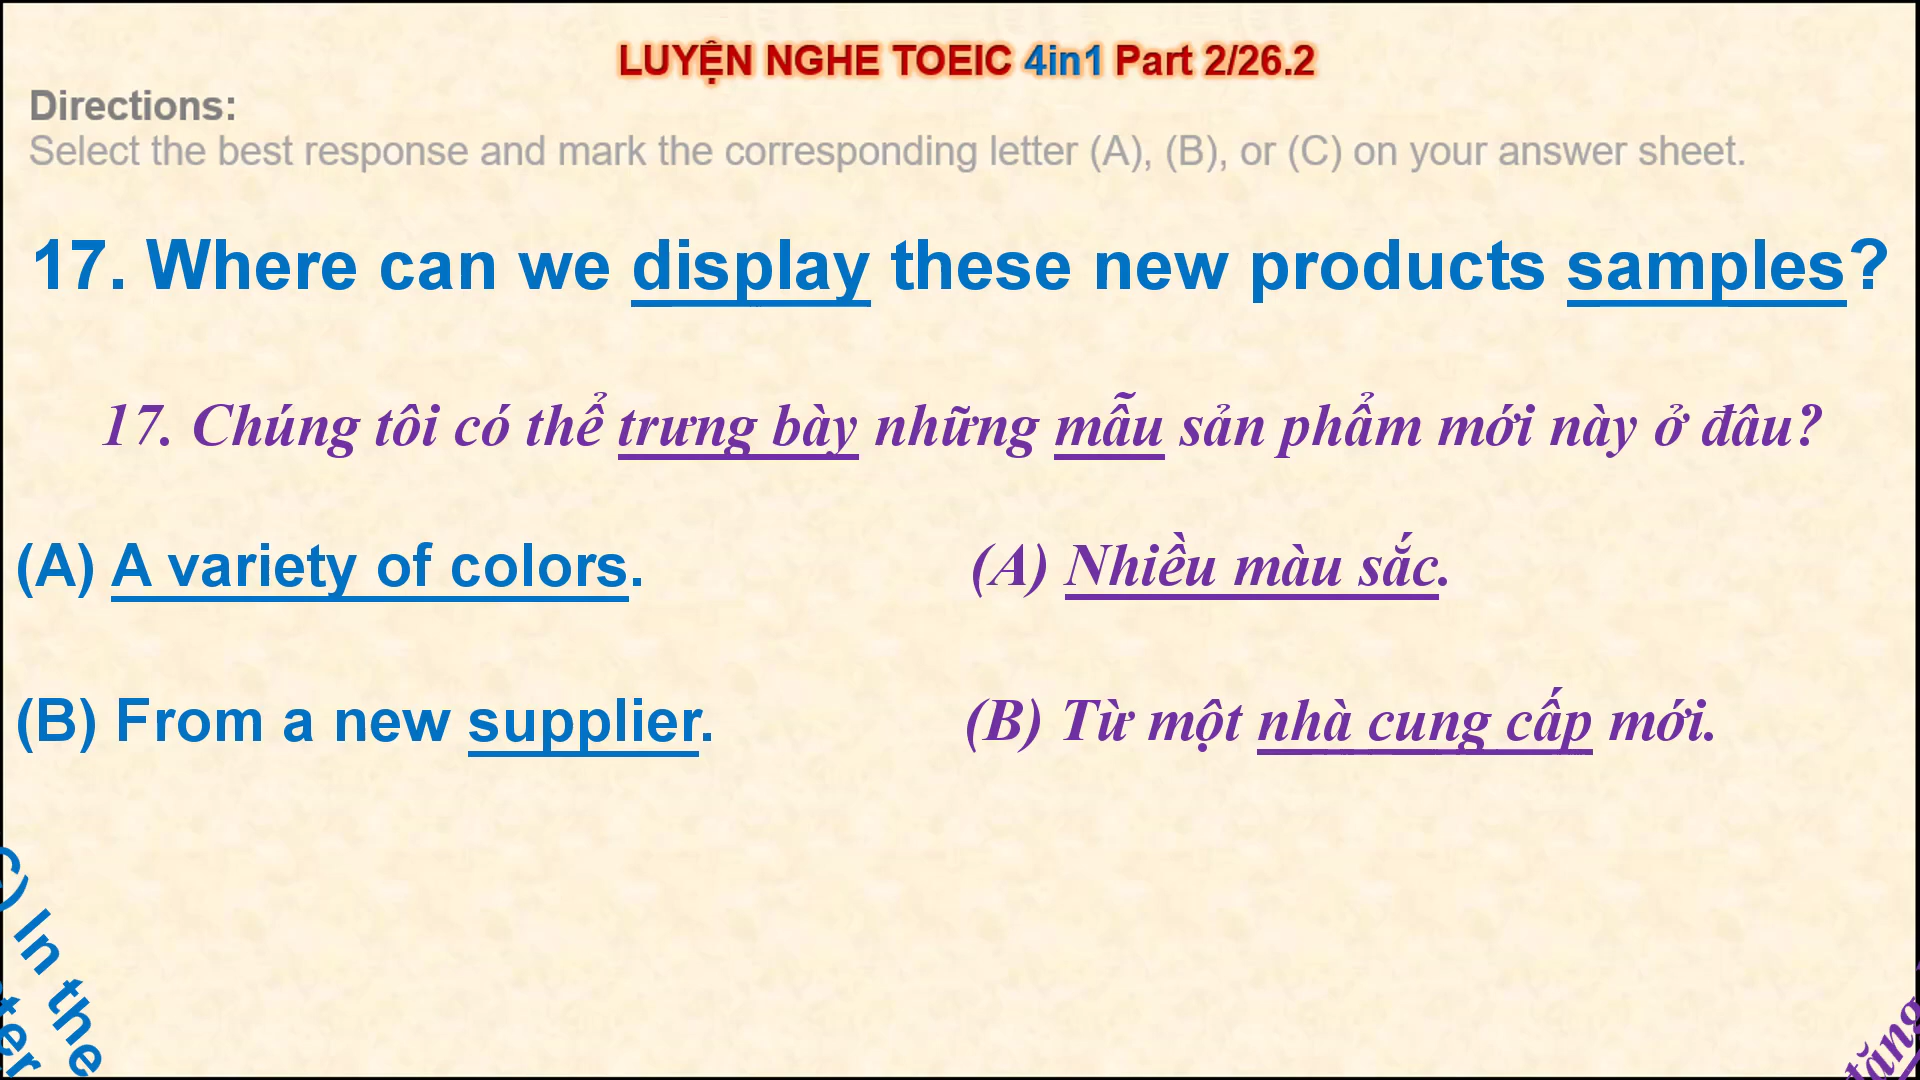 LUYỆN NGHE TOEIC 4in1 Part 2/26.2
Directions:
Select the best response and mark the corresponding letter (A), (B), or (C) on your answer sheet.
17. Where can we display these new products samples?
17. Chúng tôi có thể trưng bày những mẫu sản phẩm mới này ở đâu?
(A) A variety of colors.
(A) Nhiều màu sắc.
(B) From a new supplier.
(B) Từ một nhà cung cấp mới.
C) In the